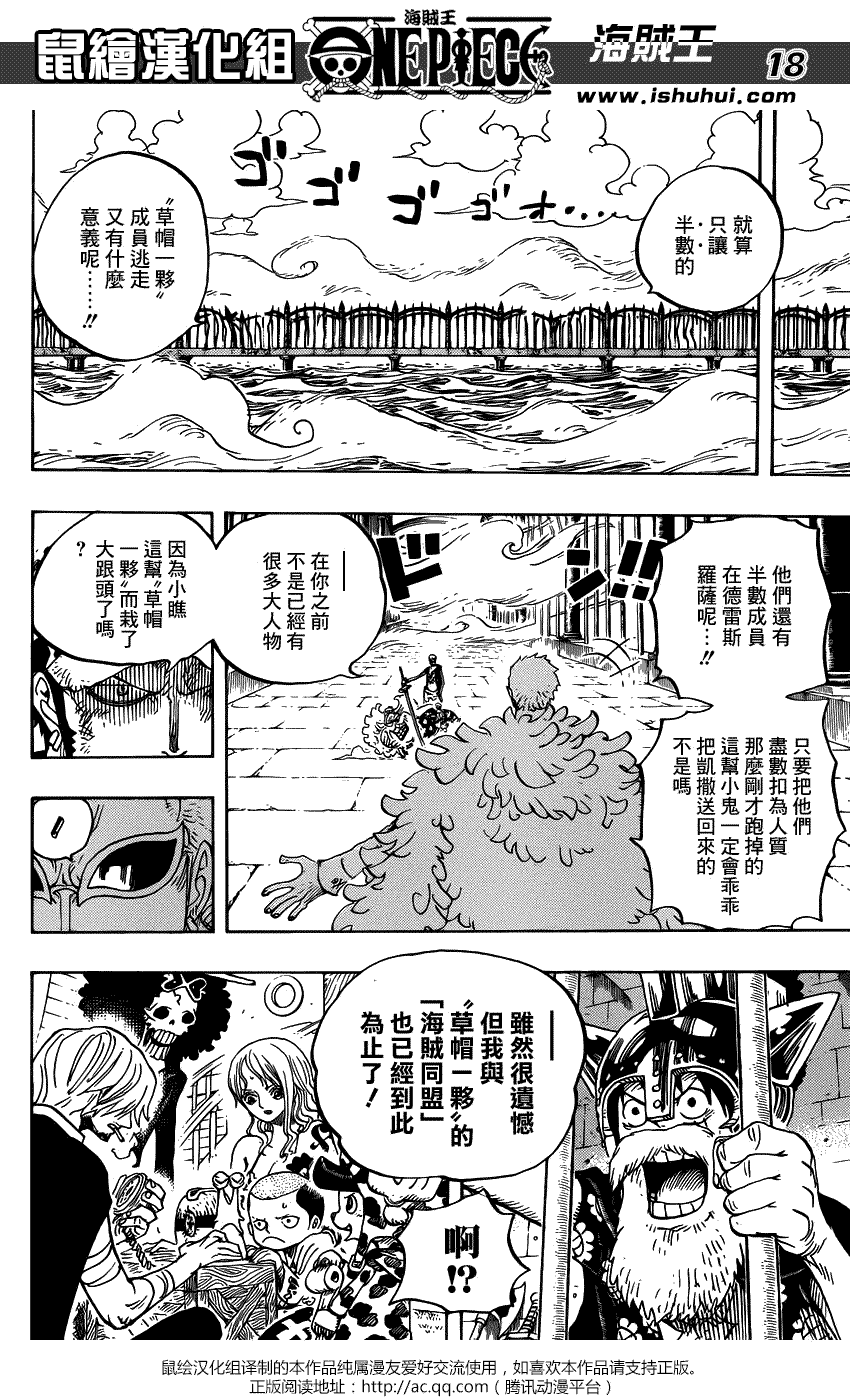 鼠繪漢化組
海賊王
ONE PIECE
海賊王
18
www.ishuhui.com
就算
只讓
半數的
ゴゴゴゴオ...
〝草帽一夥〞
成員逃走
又有什麼
意義呢……!!
他們還有
半數成員
在德雷斯
羅薩呢…!!
只要把他們
盡數扣為人質
那麼剛才跑掉的
這幫小鬼一定會乖乖
把凱撒送回來的
不是嗎
ドン!!
——
在你之前
不是已經有
很多大人物
因為小瞧
這幫〝草帽
一夥〞而栽了
大跟頭了嗎
?
!
——
雖然很遺憾
但我與
〝草帽一夥〞的
「海賊同盟」
也已經到此
為止了!
啊!?
鼠绘汉化组译制的本作品纯属漫友爱好交流使用，如喜欢本作品请支持正版。
正版阅读地址：http://ac.qq.com（腾讯动漫平台）